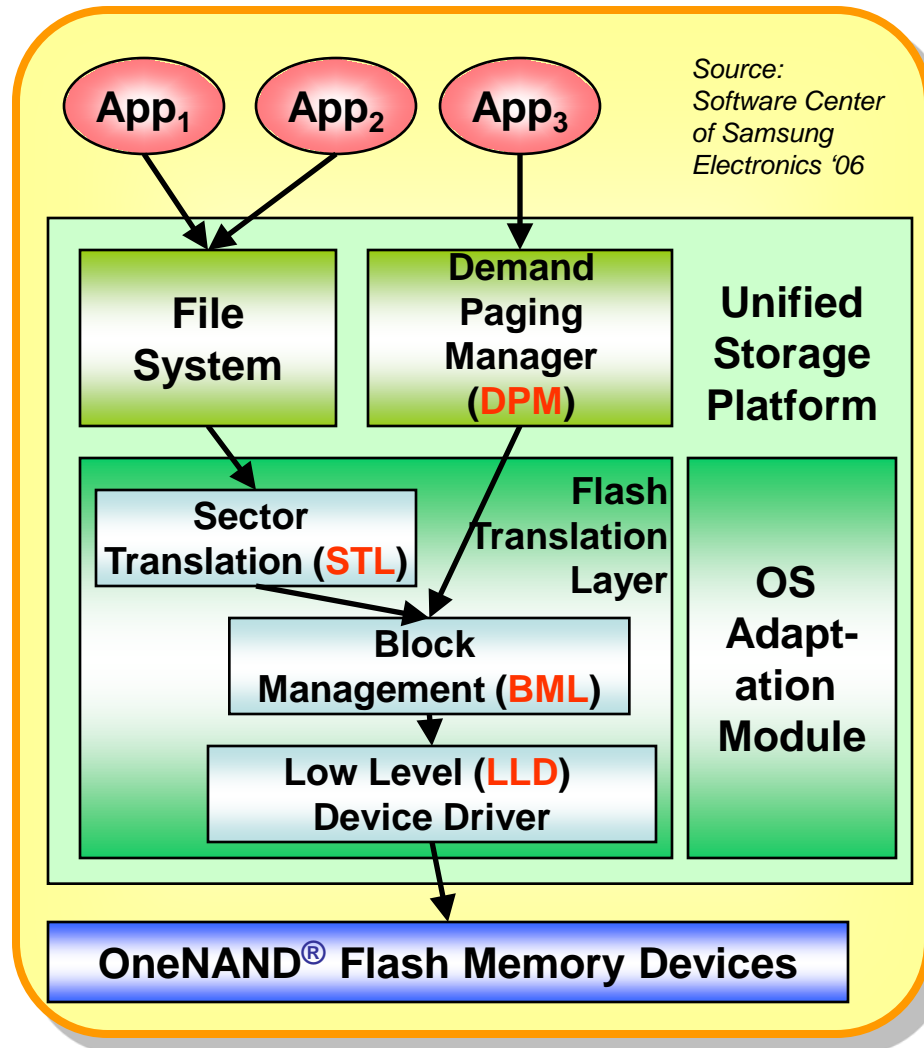 App1
App2
App3
Source:
Software Center
of Samsung
Electronics ‘06
File
System
Demand
Paging
Manager
(DPM)
Unified
Storage
Platform
Flash
Translation
Layer
Sector
Translation (STL)
Block
Management (BML)
Low Level (LLD)
Device Driver
OS
Adapt-
ation
Module
OneNAND® Flash Memory Devices